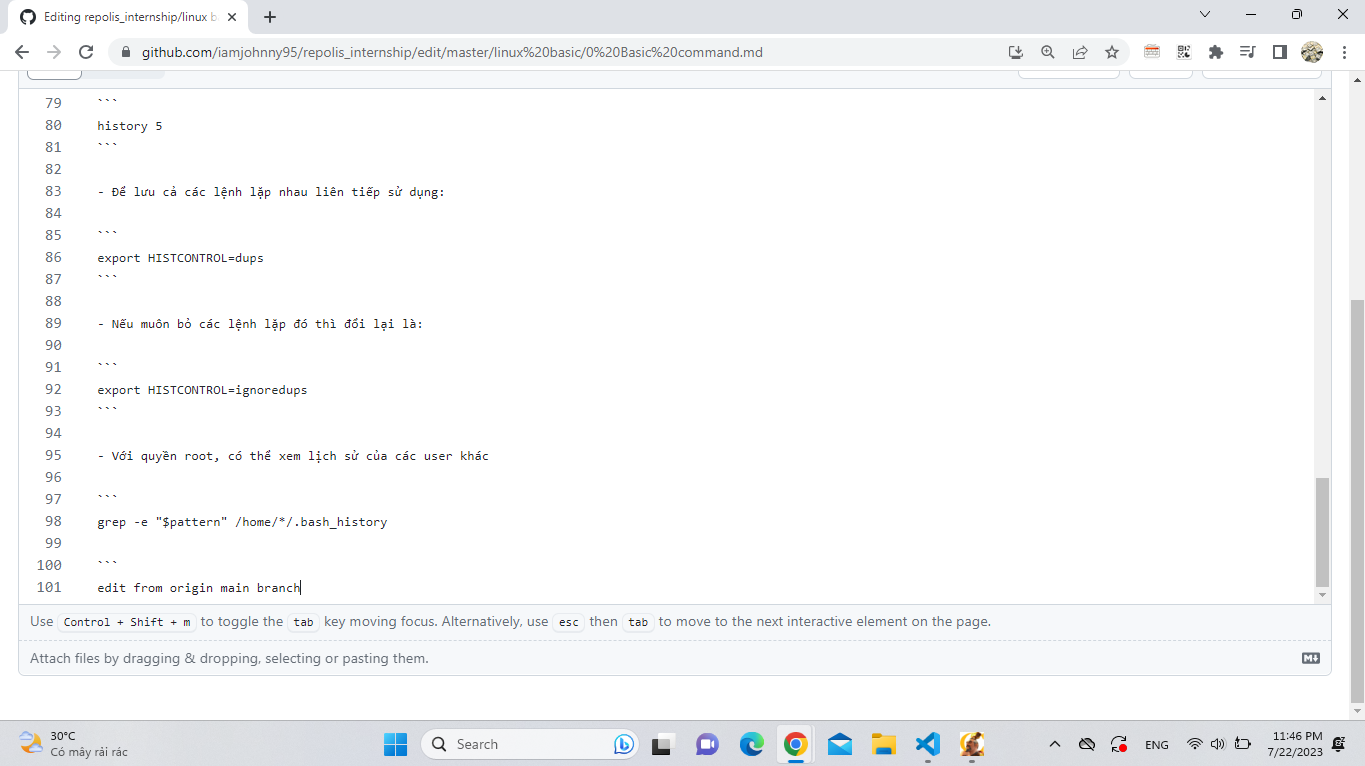 Editing repolis_internship/linux b
github.com/iamjohnny95/repolis_internship/edit/master/linux%20basic/0%20Basic%20command.md
79 ```
80 history 5
81 ```
82
83 - Để lưu cả các lệnh lặp nhau liên tiếp sử dụng:
84
85 ```
86 export HISTCONTROL=dups
87 ```
88
89 - Nếu muôn bỏ các lệnh lặp đó thì đổi lại là:
90
91 ```
92 export HISTCONTROL=ignoredups
93 ```
94
95 - Với quyền root, có thể xem lịch sử của các user khác
96
97 ```
98 grep -e "$pattern" /home/*/.bash_history
99
100 ```
101 edit from origin main branch
Use Control + Shift + m to toggle the tab key moving focus. Alternatively, use esc then tab to move to the next interactive element on the page.
Attach files by dragging & dropping, selecting or pasting them.
30°C
Có mây rải rác
Search
ENG
11:46 PM
7/22/2023